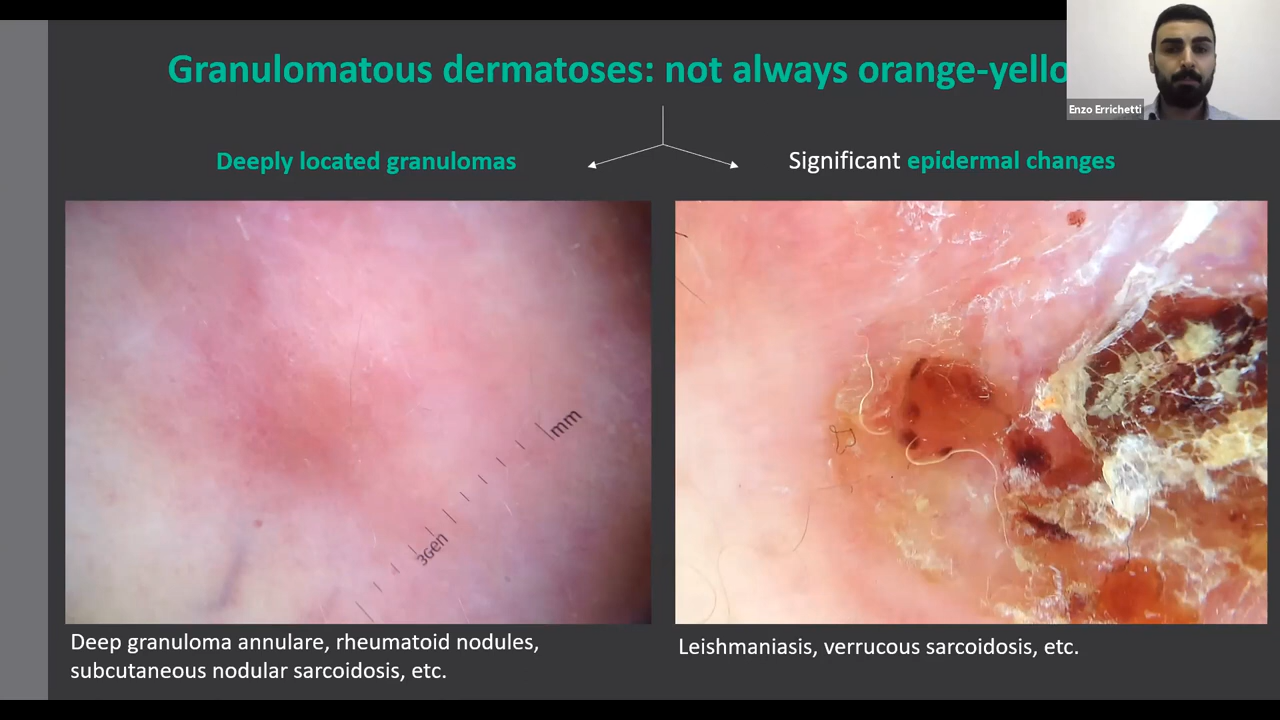 Granulomatous dermatoses: not always orange-yello
Enzo Errichetti
Deeply located granulomas
Significant epidermal changes
mm
3Gen
Deep granuloma annulare, rheumatoid nodules,
subcutaneous nodular sarcoidosis, etc.
Leishmaniasis, verrucous sarcoidosis, etc.